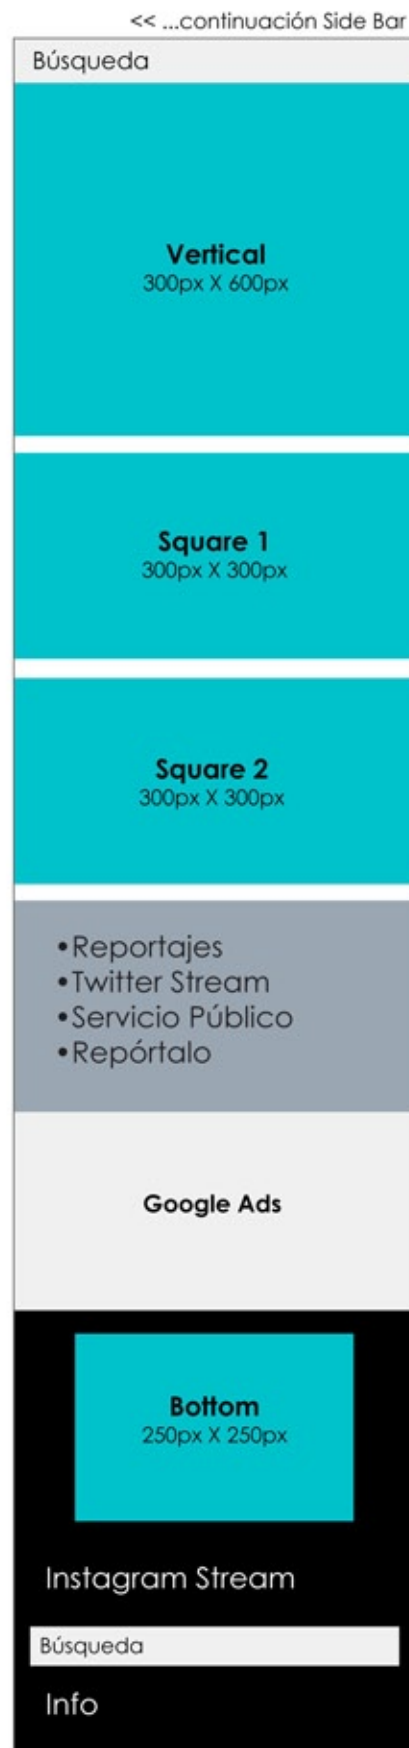 << ...continuación Side Bar
Búsqueda
Vertical
300px X 600px
Square 1
300px X 300px
Square 2
300px X 300px
•Reportajes
•Twitter Stream
•Servicio Público
•Repórtalo
Google Ads
Bottom
250px X 250px
Instagram Stream
Búsqueda
Info